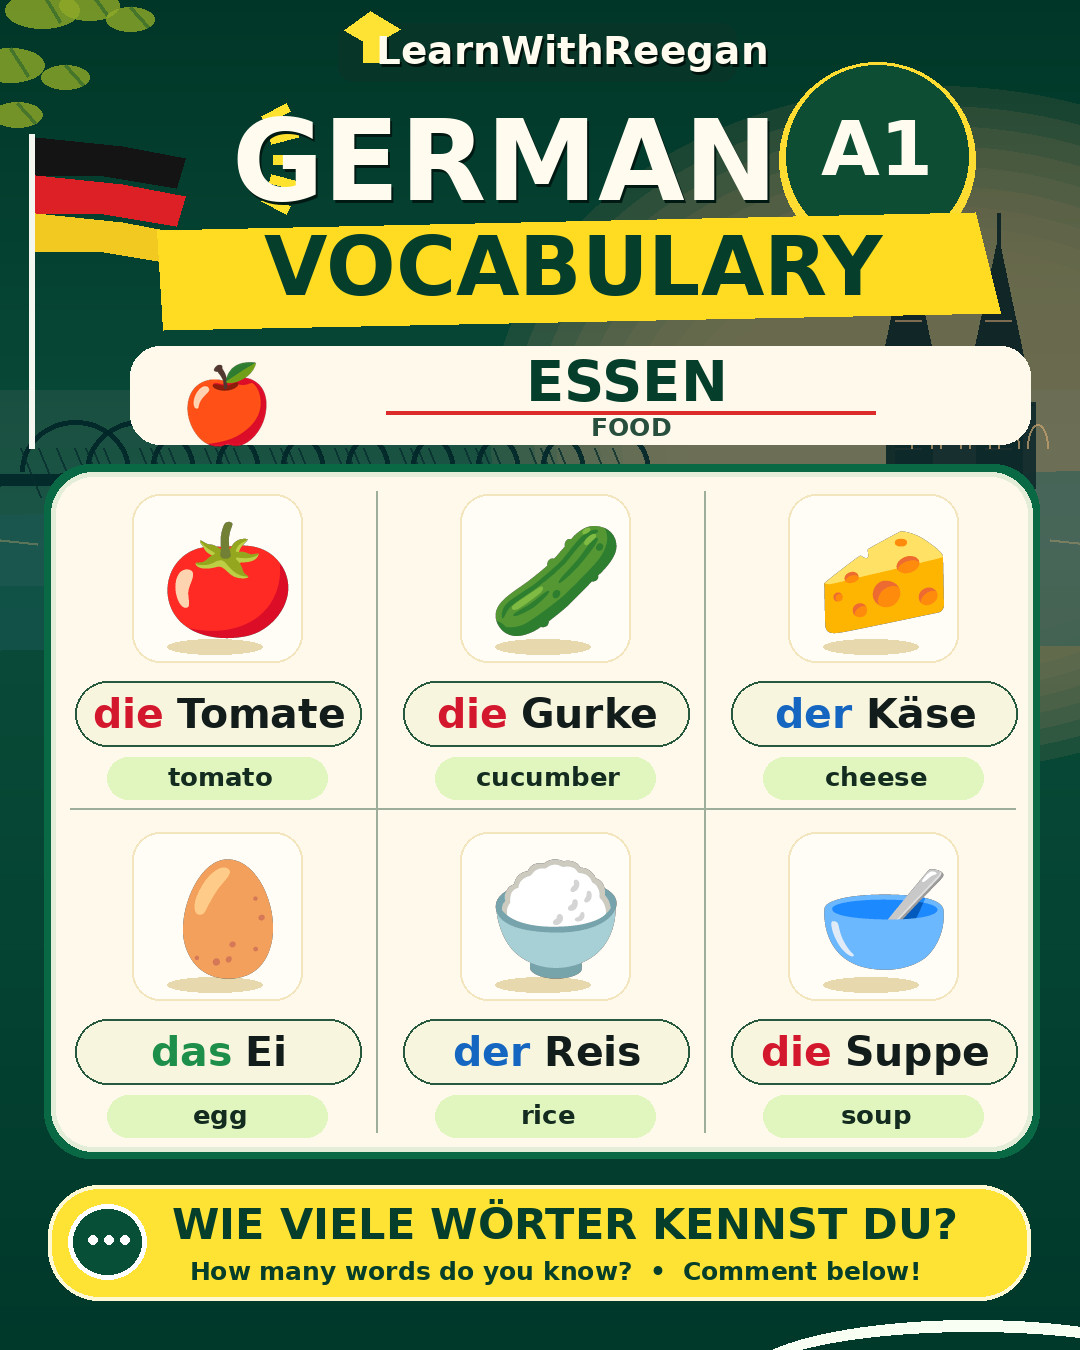 LearnWithReegan
GERMAN
A1
VOCABULARY
ESSEN
FOOD
die Tomate
die Gurke
der Käse
tomato
cucumber
cheese
das Ei
der Reis
die Suppe
egg
rice
soup
WIE VIELE WÖRTER KENNST DU?
How many words do you know? • Comment below!